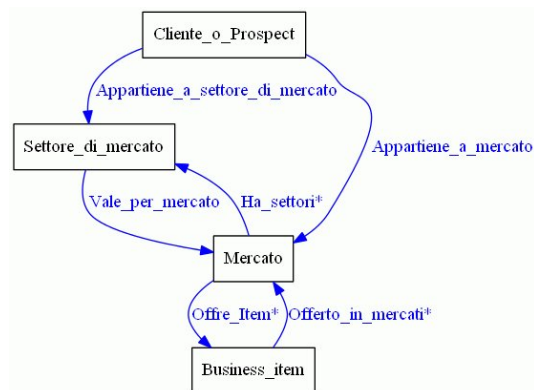 Cliente_o_Prospect
Appartiene_a_settore_di_mercato
Settore_di_mercato
Appartiene_a_mercato
Vale_per_mercato
Ha_settori*
Mercato
Offre_Item*
Offerto_in_mercati*
Business_item